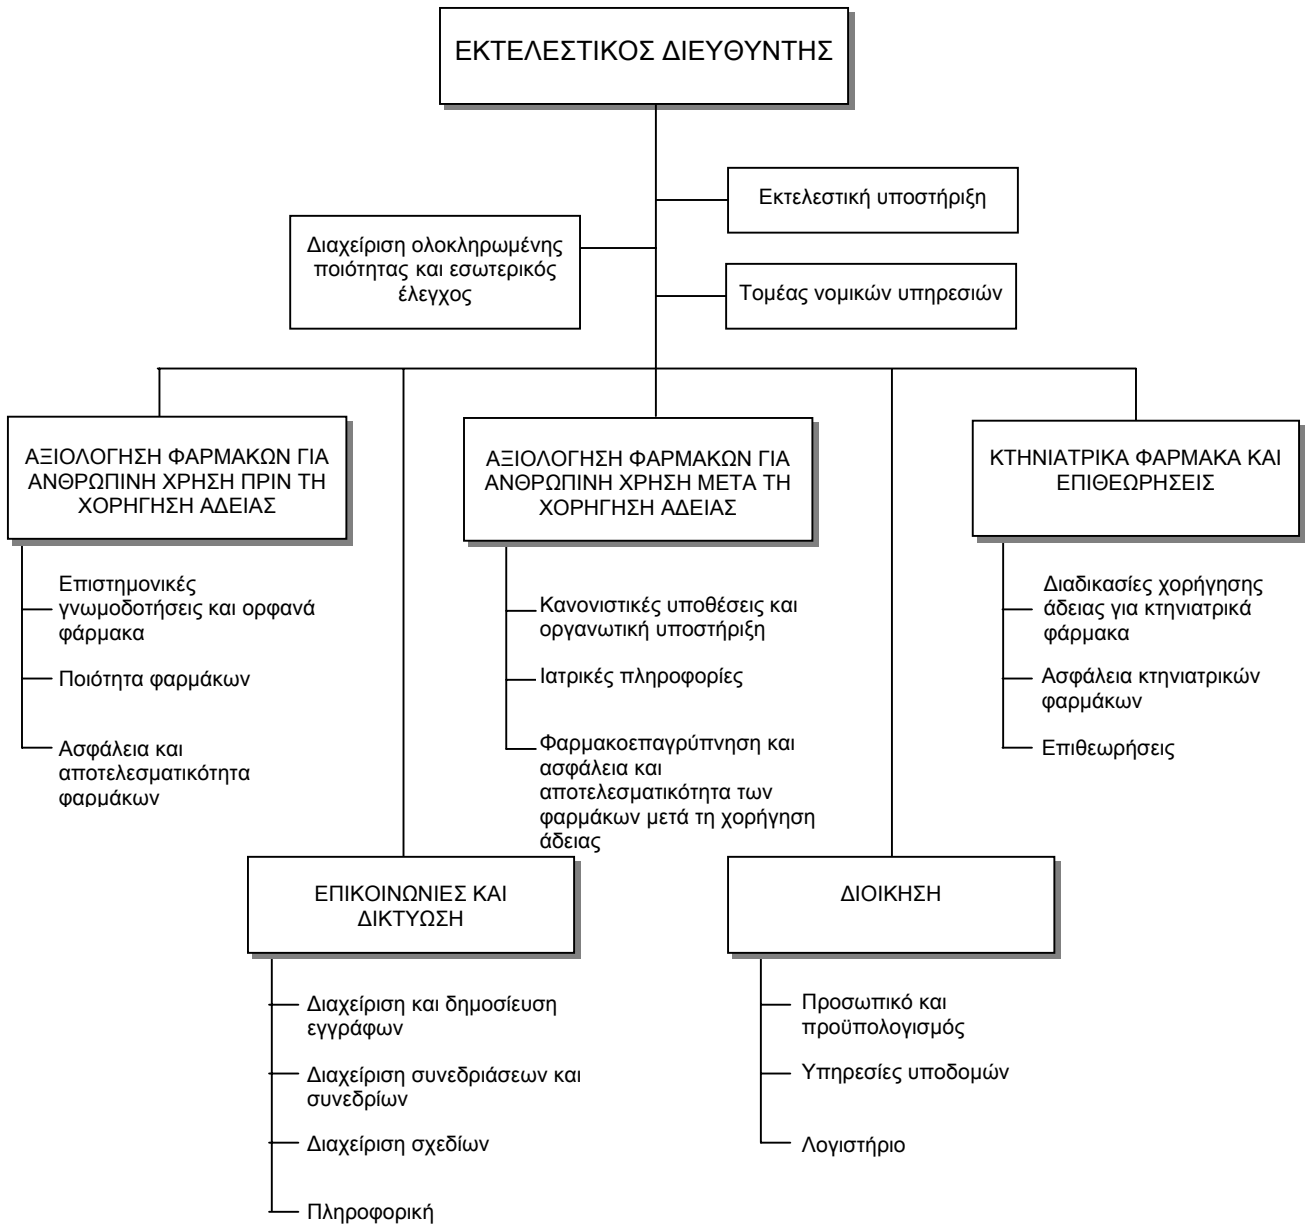 ΕΚΤΕΛΕΣΤΙΚΟΣ ΔΙΕΥΘΥΝΤΗΣ
Εκτελεστική υποστήριξη
Διαχείριση ολοκληρωμένης
ποιότητας και εσωτερικός
έλεγχος
Τομέας νομικών υπηρεσιών
ΑΞΙΟΛΟΓΗΣΗ ΦΑΡΜΑΚΩΝ ΓΙΑ
ΑΝΘΡΩΠΙΝΗ ΧΡΗΣΗ ΠΡΙΝ ΤΗ
ΧΟΡΗΓΗΣΗ ΑΔΕΙΑΣ
Επιστημονικές
γνωμοδοτήσεις και ορφανά
φάρμακα
Ποιότητα φαρμάκων
Ασφάλεια και
αποτελεσματικότητα
φαρμάκων
ΑΞΙΟΛΟΓΗΣΗ ΦΑΡΜΑΚΩΝ ΓΙΑ
ΑΝΘΡΩΠΙΝΗ ΧΡΗΣΗ ΜΕΤΑ ΤΗ
ΧΟΡΗΓΗΣΗ ΑΔΕΙΑΣ
Κανονιστικές υποθέσεις και
οργανωτική υποστήριξη
Ιατρικές πληροφορίες
Φαρμακοεπαγρύπνηση και
ασφάλεια και
αποτελεσματικότητα των
φαρμάκων μετά τη χορήγηση
άδειας
ΚΤΗΝΙΑΤΡΙΚΑ ΦΑΡΜΑΚΑ ΚΑΙ
ΕΠΙΘΕΩΡΗΣΕΙΣ
Διαδικασίες χορήγησης
άδειας για κτηνιατρικά
φάρμακα
Ασφάλεια κτηνιατρικών
φαρμάκων
Επιθεωρήσεις
ΕΠΙΚΟΙΝΩΝΙΕΣ ΚΑΙ
ΔΙΚΤΥΩΣΗ
Διαχείριση και δημοσίευση
εγγράφων
Διαχείριση συνεδριάσεων και
συνεδρίων
Διαχείριση σχεδίων
Πληροφορική
ΔΙΟΙΚΗΣΗ
Προσωπικό και
προϋπολογισμός
Υπηρεσίες υποδομών
Λογιστήριο